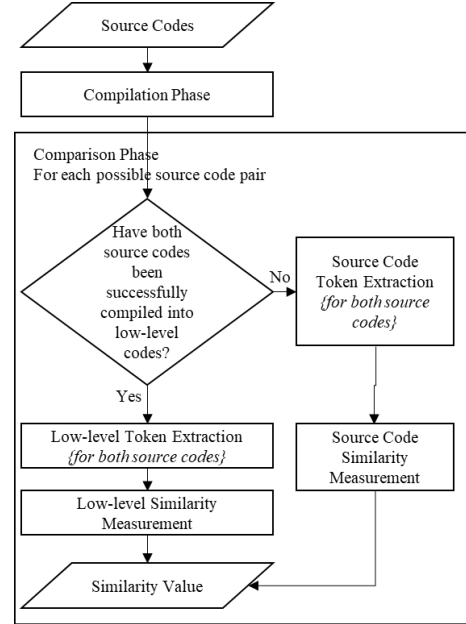 Source Codes
Compilation Phase
Comparison Phase
For each possible source code pair
Have both
source codes
been
successfully
compiled into
low-level
codes?
No
Source Code
Token Extraction
{for both source
codes}
Yes
Low-level Token Extraction
{for both source codes}
Source Code
Similarity
Measurement
Low-level Similarity
Measurement
Similarity Value